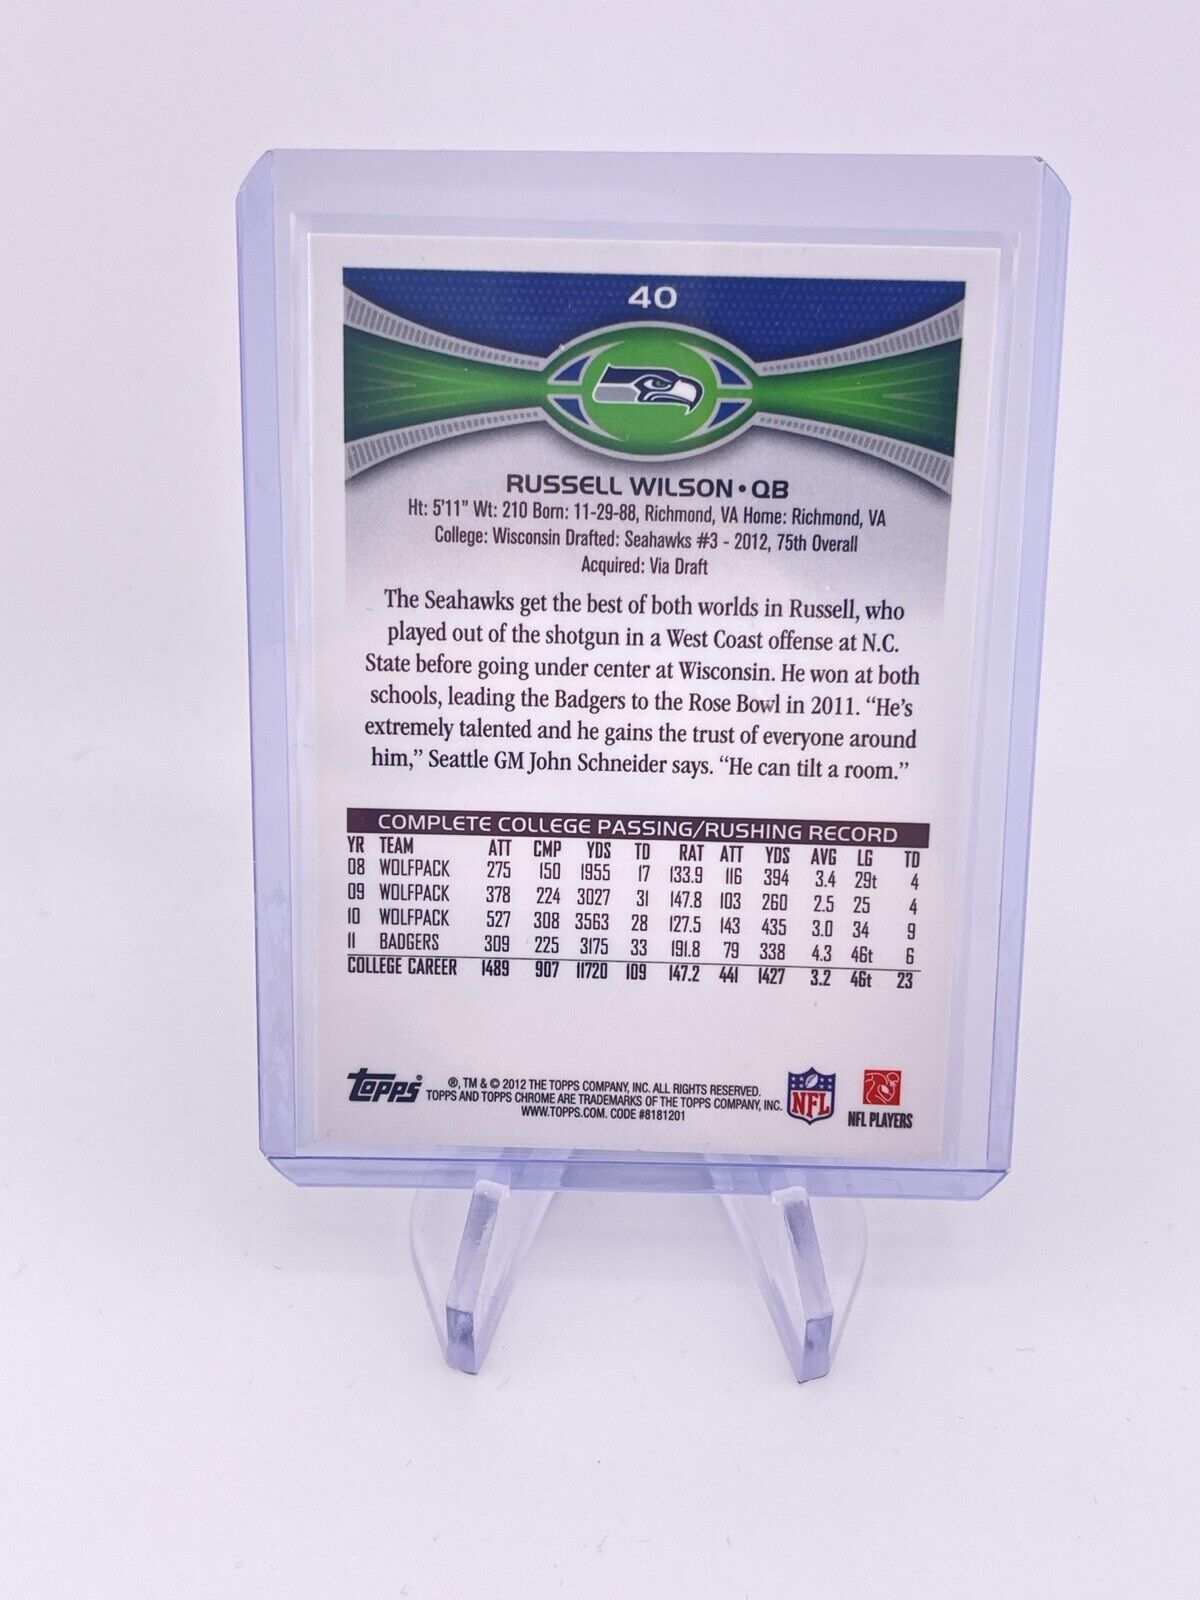 40
RUSSELL WILSON • QB
Ht: 5'11" Wt: 210 Born: 11-29-88, Richmond, VA Home: Richmond, VA
College: Wisconsin Drafted: Seahawks #3 - 2012, 75th Overall
Acquired: Via Draft
The Seahawks get the best of both worlds in Russell, who
played out of the shotgun in a West Coast offense at N.C.
State before going under center at Wisconsin. He won at both
schools, leading the Badgers to the Rose Bowl in 2011. “He’s
extremely talented and he gains the trust of everyone around
him,” Seattle GM John Schneider says. “He can tilt a room.”
COMPLETE COLLEGE PASSING/RUSHING RECORD
YR TEAM ATT CMP YDS TD RAT ATT YDS AVG LG TD
08 WOLFPACK 275 150 1955 17 133.9 116 394 3.4 29t 4
09 WOLFPACK 378 224 3027 31 147.8 103 260 2.5 25 4
10 WOLFPACK 527 308 3563 28 127.5 143 435 3.0 34 9
11 BADGERS 309 225 3175 33 191.8 79 338 4.3 46t 6
COLLEGE CAREER 1489 907 11720 109 147.2 441 1427 3.2 46t 23
Topps
®, TM & © 2012 THE TOPPS COMPANY, INC. ALL RIGHTS RESERVED.
TOPPS AND TOPPS CHROME ARE TRADEMARKS OF THE TOPPS COMPANY, INC.
WWW.TOPPS.COM. CODE #8181201
NFL
NFL PLAYERS